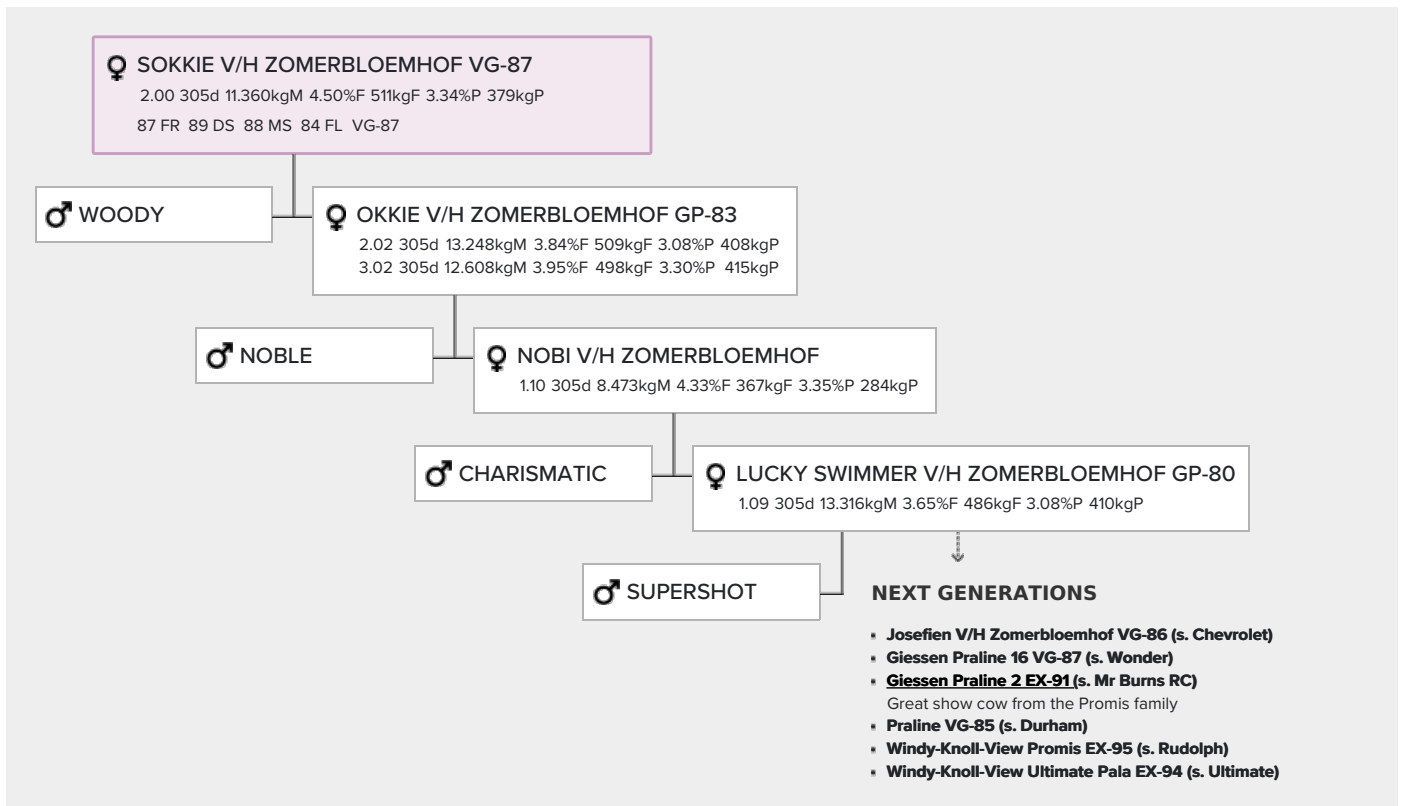 SOKKIE V/H ZOMERBLOEMHOF VG-87
2.00 305d 11.360kgM 4.50%F 511kgF 3.34%P 379kgP
87 FR 89 DS 88 MS 84 FL VG-87
WOODY
OKKIE V/H ZOMERBLOEMHOF GP-83
2.02 305d 13.248kgM 3.84%F 509kgF 3.08%P 408kgP
3.02 305d 12.608kgM 3.95%F 498kgF 3.30%P 415kgP
NOBLE
NOBI V/H ZOMERBLOEMHOF
1.10 305d 8.473kgM 4.33%F 367kgF 3.35%P 284kgP
CHARISMATIC
LUCKY SWIMMER V/H ZOMERBLOEMHOF GP-80
1.09 305d 13.316kgM 3.65%F 486kgF 3.08%P 410kgP
SUPERSHOT
NEXT GENERATIONS
Josefien V/H Zomerbloemhof VG-86 (s. Chevrolet)
Giessen Praline 16 VG-87 (s. Wonder)
Giessen Praline 2 EX-91 (s. Mr Burns RC)
Great show cow from the Promis family
Praline VG-85 (s. Durham)
Windy-Knoll-View Promis EX-95 (s. Rudolph)
Windy-Knoll-View Ultimate Pala EX-94 (s. Ultimate)